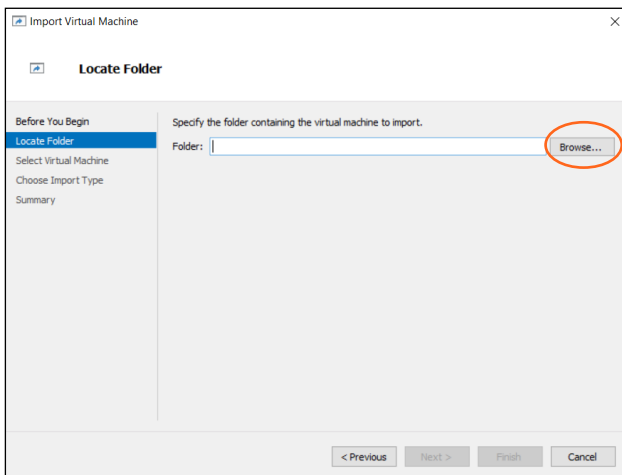 Import Virtual Machine
Locate Folder
Before You Begin
Locate Folder
Select Virtual Machine
Choose Import Type
Summary
Specify the folder containing the virtual machine to import.
Folder:
Browse...
< Previous
Next >
Finish
Cancel